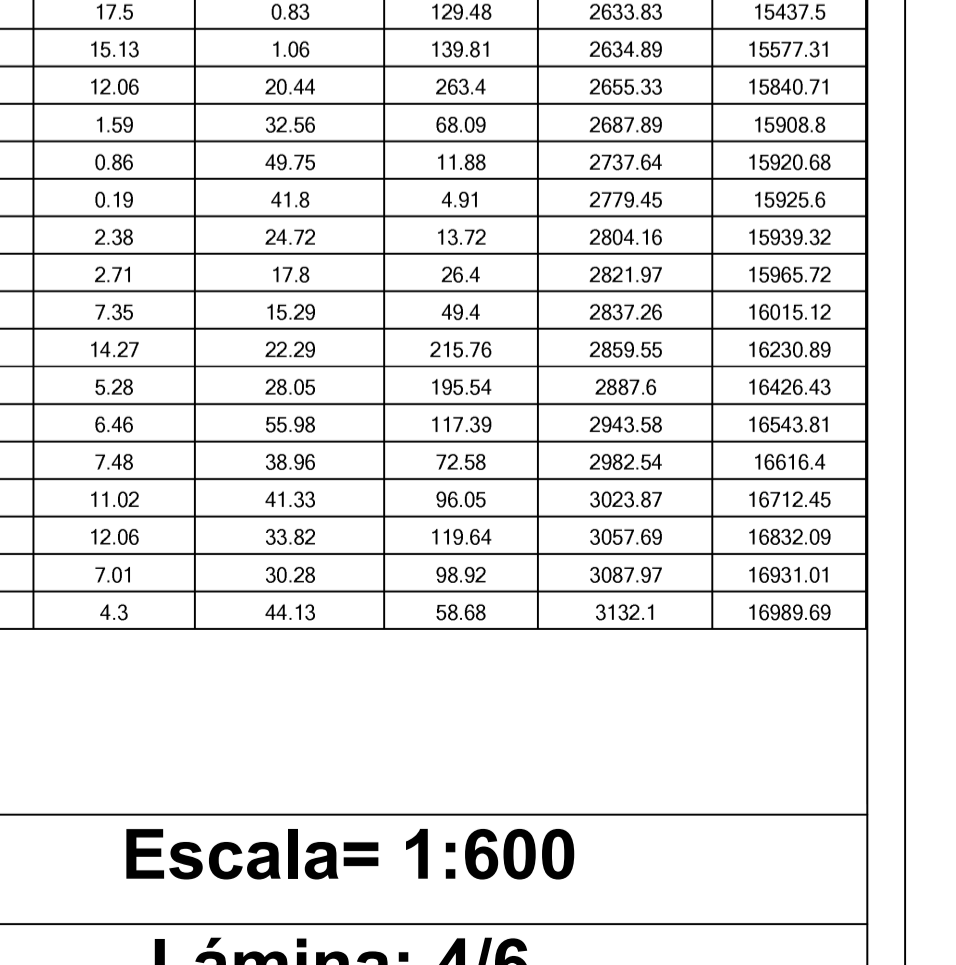 17.5 0.83 129.48 2633.83 15437.5
15.13 1.06 139.81 2634.89 15577.31
12.06 20.44 263.4 2655.33 15840.71
1.59 32.56 68.09 2687.89 15908.8
0.86 49.75 11.88 2737.64 15920.68
0.19 41.8 4.91 2779.45 15925.6
2.38 24.72 13.72 2804.16 15939.32
2.71 17.8 26.4 2821.97 15965.72
7.35 15.29 49.4 2837.26 16015.12
14.27 22.29 215.76 2859.55 16230.89
5.28 28.05 195.54 2887.6 16426.43
6.46 55.98 117.39 2943.58 16543.81
7.48 38.96 72.58 2982.54 16616.4
11.02 41.33 96.05 3023.87 16712.45
12.06 33.82 119.64 3057.69 16832.09
7.01 30.28 98.92 3087.97 16931.01
4.3 44.13 58.68 3132.1 16989.69
Escala= 1:600
Lámina: 4/6